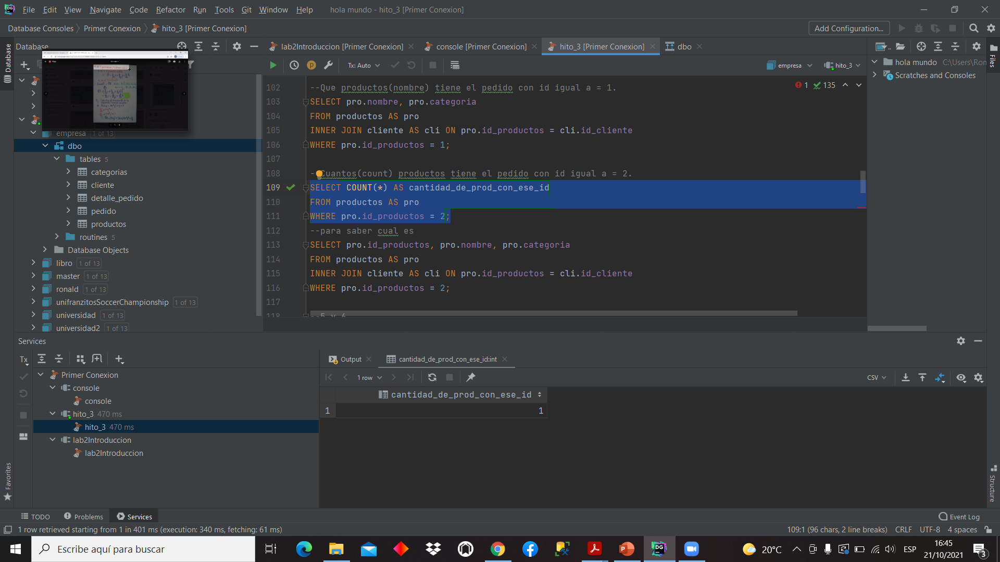 File Edit View Navigate Code Refactor Run Tools Git Window Help hola mundo - hito_3 [Primer Conexion]
Database Consoles Primer Conexion hito_3 [Primer Conexion] Add Configuration...
Database
Database
lab2Introduccion [Primer Conexion] console [Primer Conexion] hito_3 [Primer Conexion] dbo
Tx: Auto empresa hito_3
empresa 1 of 13
dbo
tables 5
categorias
cliente
detalle_pedido
pedido
productos
routines 5
Database Objects
libro 1 of 13
master 1 of 13
ronald 1 of 13
unifranzitosSoccerChampionship 1 of 13
universidad 1 of 13
universidad2 1 of 13
102 --Que productos(nombre) tiene el pedido con id igual a = 1.
103 SELECT pro.nombre, pro.categoria
104 FROM productos AS pro
105 INNER JOIN cliente AS cli ON pro.id_productos = cli.id_cliente
106 WHERE pro.id_productos = 1;
107
108 -Cuantos(count) productos tiene el pedido con id igual a = 2.
109 SELECT COUNT(*) AS cantidad_de_prod_con_ese_id
110 FROM productos AS pro
111 WHERE pro.id_productos = 2;
112 --para saber cual es
113 SELECT pro.id_productos, pro.nombre, pro.categoria
114 FROM productos AS pro
115 INNER JOIN cliente AS cli ON pro.id_productos = cli.id_cliente
116 WHERE pro.id_productos = 2;
117
118 --5 y 6
1 135
hola mundo C:\Users\Ron
Scratches and Consoles
Files
Services
Tx
Primer Conexion
console
console
hito_3 470 ms
hito_3 470 ms
lab2Introduccion
lab2Introduccion
Output cantidad_de_prod_con_ese_id:int
1 row CSV
cantidad_de_prod_con_ese_id
1 1
Favorites
Structure
TODO Problems Services Event Log
1 row retrieved starting from 1 in 401 ms (execution: 340 ms, fetching: 61 ms) 109:1 (96 chars, 2 line breaks) CRLF UTF-8 4 spaces
Escribe aquí para buscar 20°C ESP 16:45
21/10/2021 3